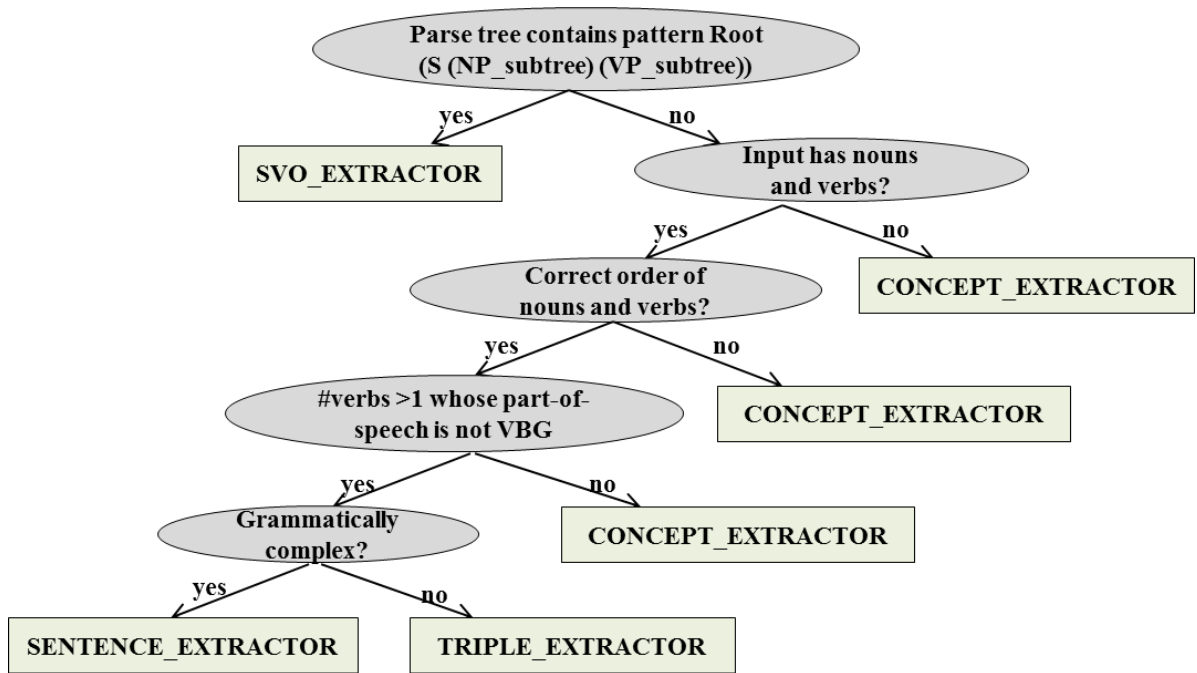 Parse tree contains pattern Root
(S (NP_subtree) (VP_subtree))
yes
no
SVO_EXTRACTOR
Input has nouns
and verbs?
yes
no
Correct order of
nouns and verbs?
CONCEPT_EXTRACTOR
yes
no
#verbs >1 whose part-of-
speech is not VBG
CONCEPT_EXTRACTOR
yes
no
Grammatically
complex?
CONCEPT_EXTRACTOR
yes
no
SENTENCE_EXTRACTOR
TRIPLE_EXTRACTOR